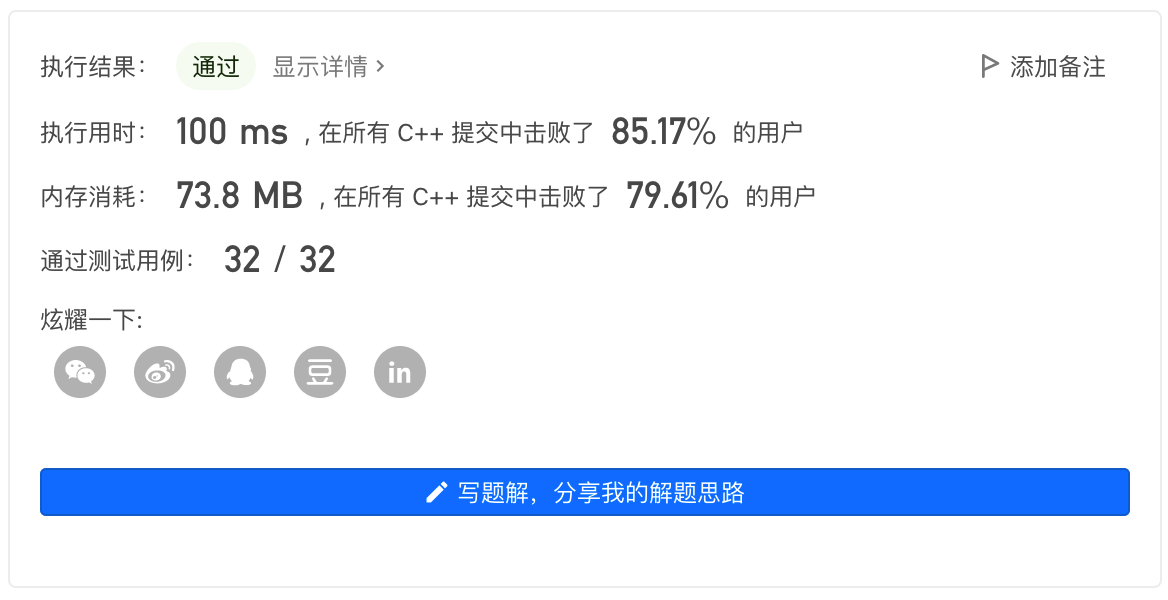 执行结果： 通过 显示详情 > 添加备注
执行用时： 100 ms , 在所有 C++ 提交中击败了 85.17% 的用户
内存消耗： 73.8 MB , 在所有 C++ 提交中击败了 79.61% 的用户
通过测试用例： 32 / 32
炫耀一下:
豆 in
写题解，分享我的解题思路